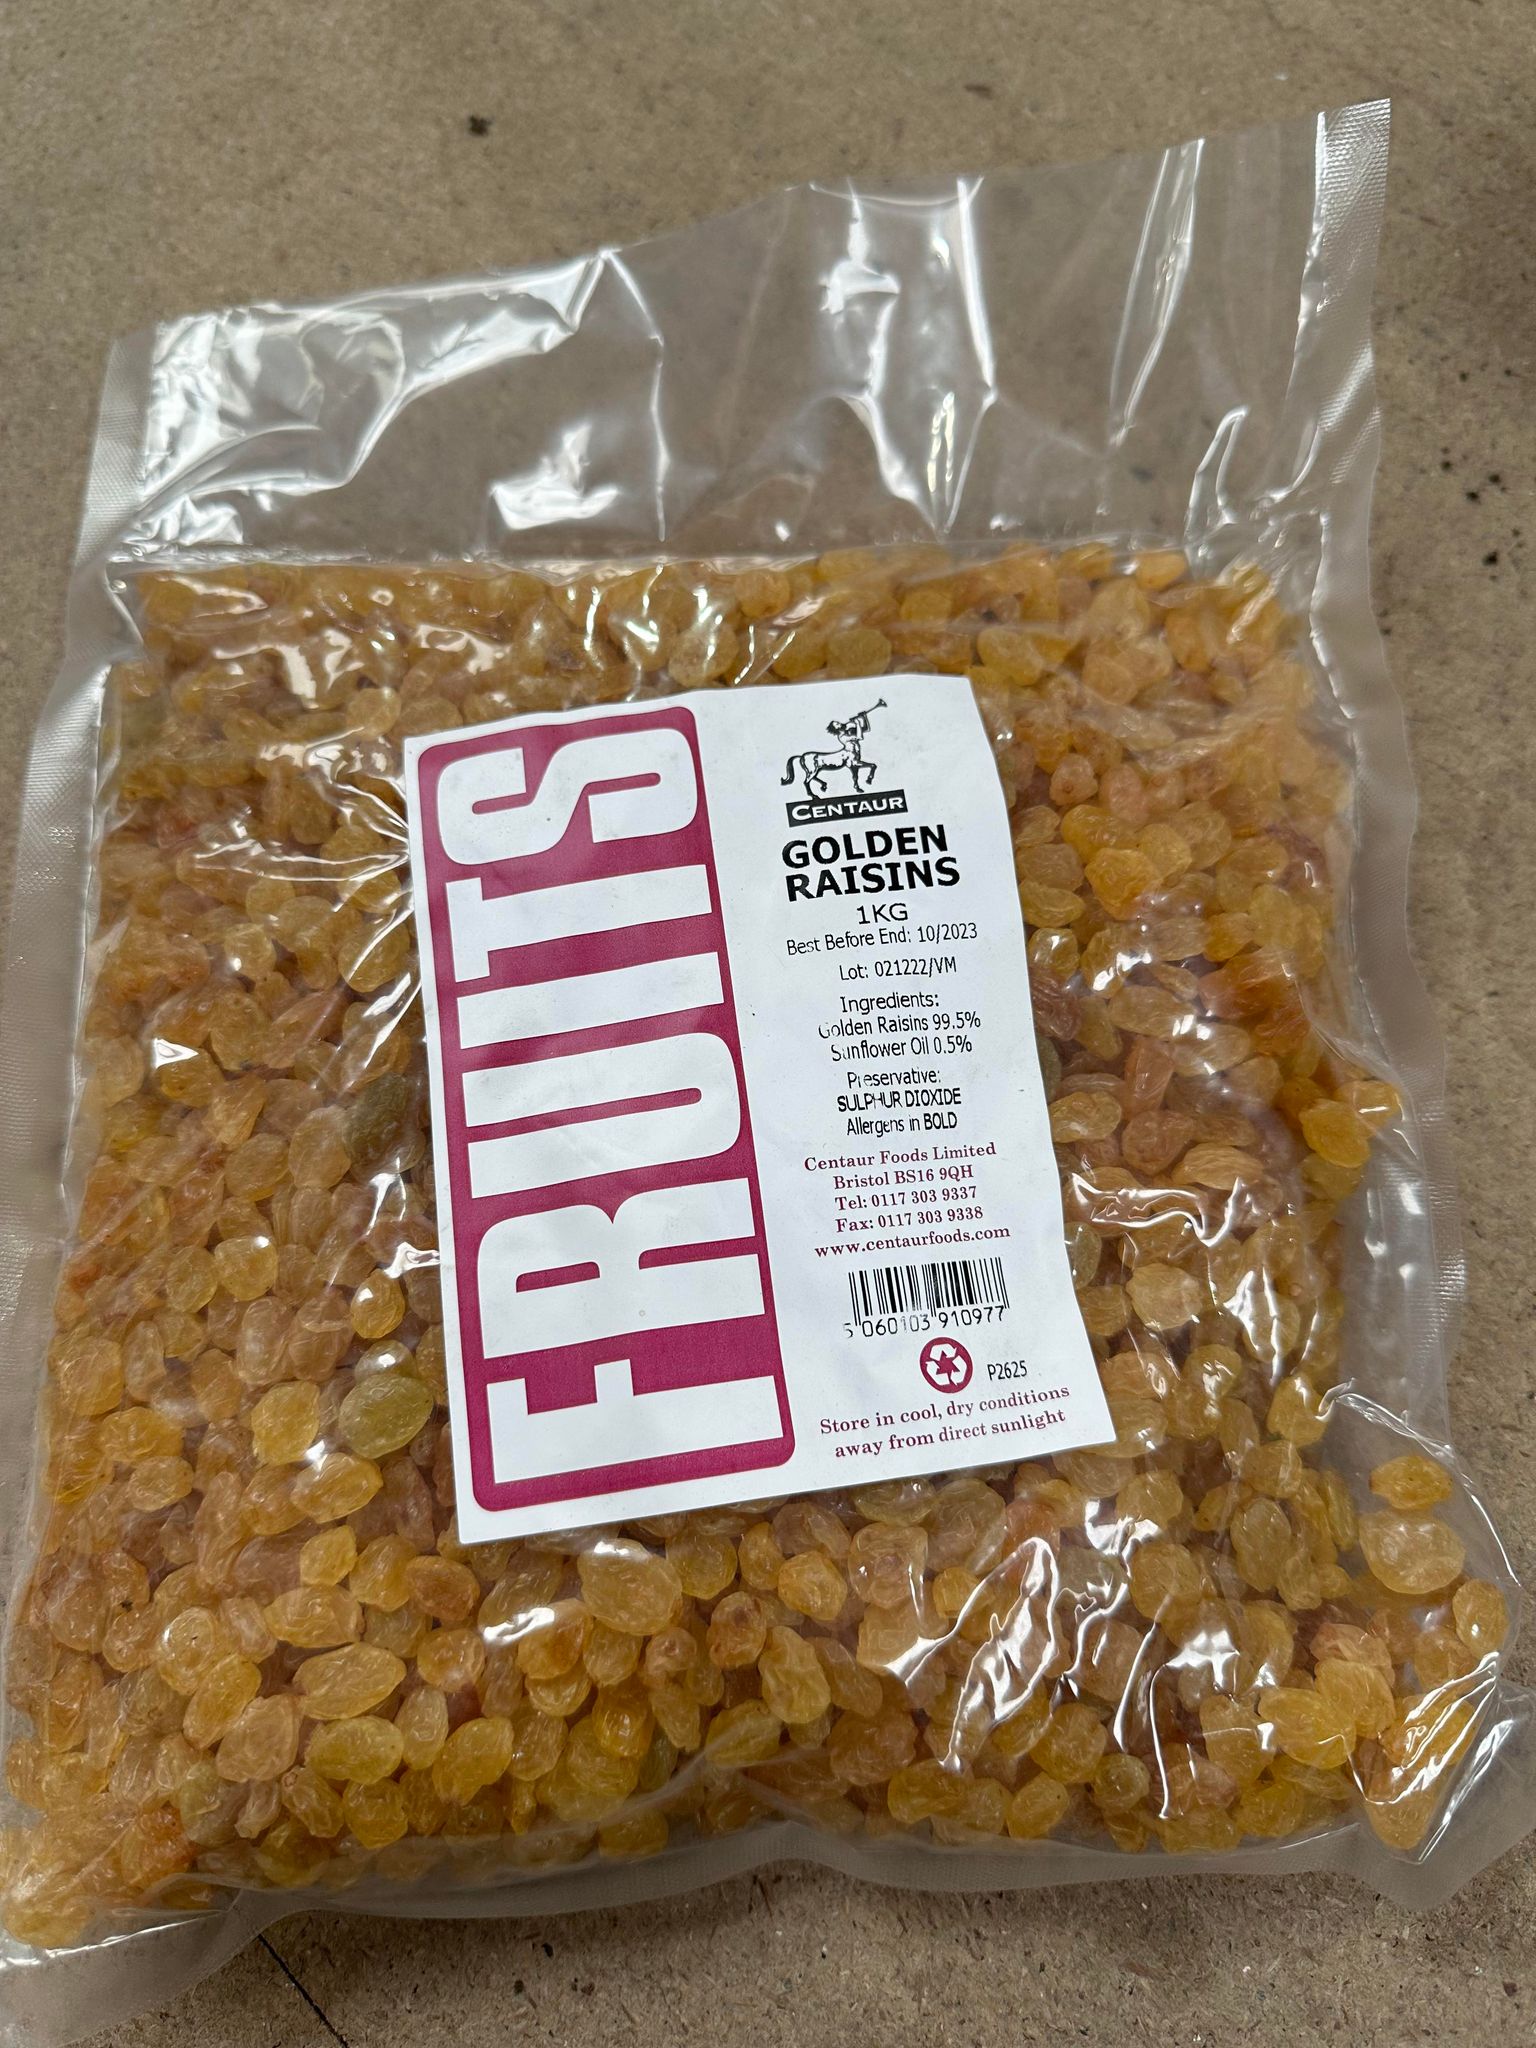 FRUITS
CENTAUR
GOLDEN
RAISINS
1KG
Best Before End: 10/2023
Lot: 021222/VM
Ingredients:
Golden Raisins 99.5%
Sunflower Oil 0.5%
Preservative:
SULPHUR DIOXIDE
Allergens in BOLD
Centaur Foods Limited
Bristol BS16 9QH
Tel: 0117 303 9337
Fax: 0117 303 9338
www.centaurfoods.com
5 060103 910977
P2625
Store in cool, dry conditions
away from direct sunlight